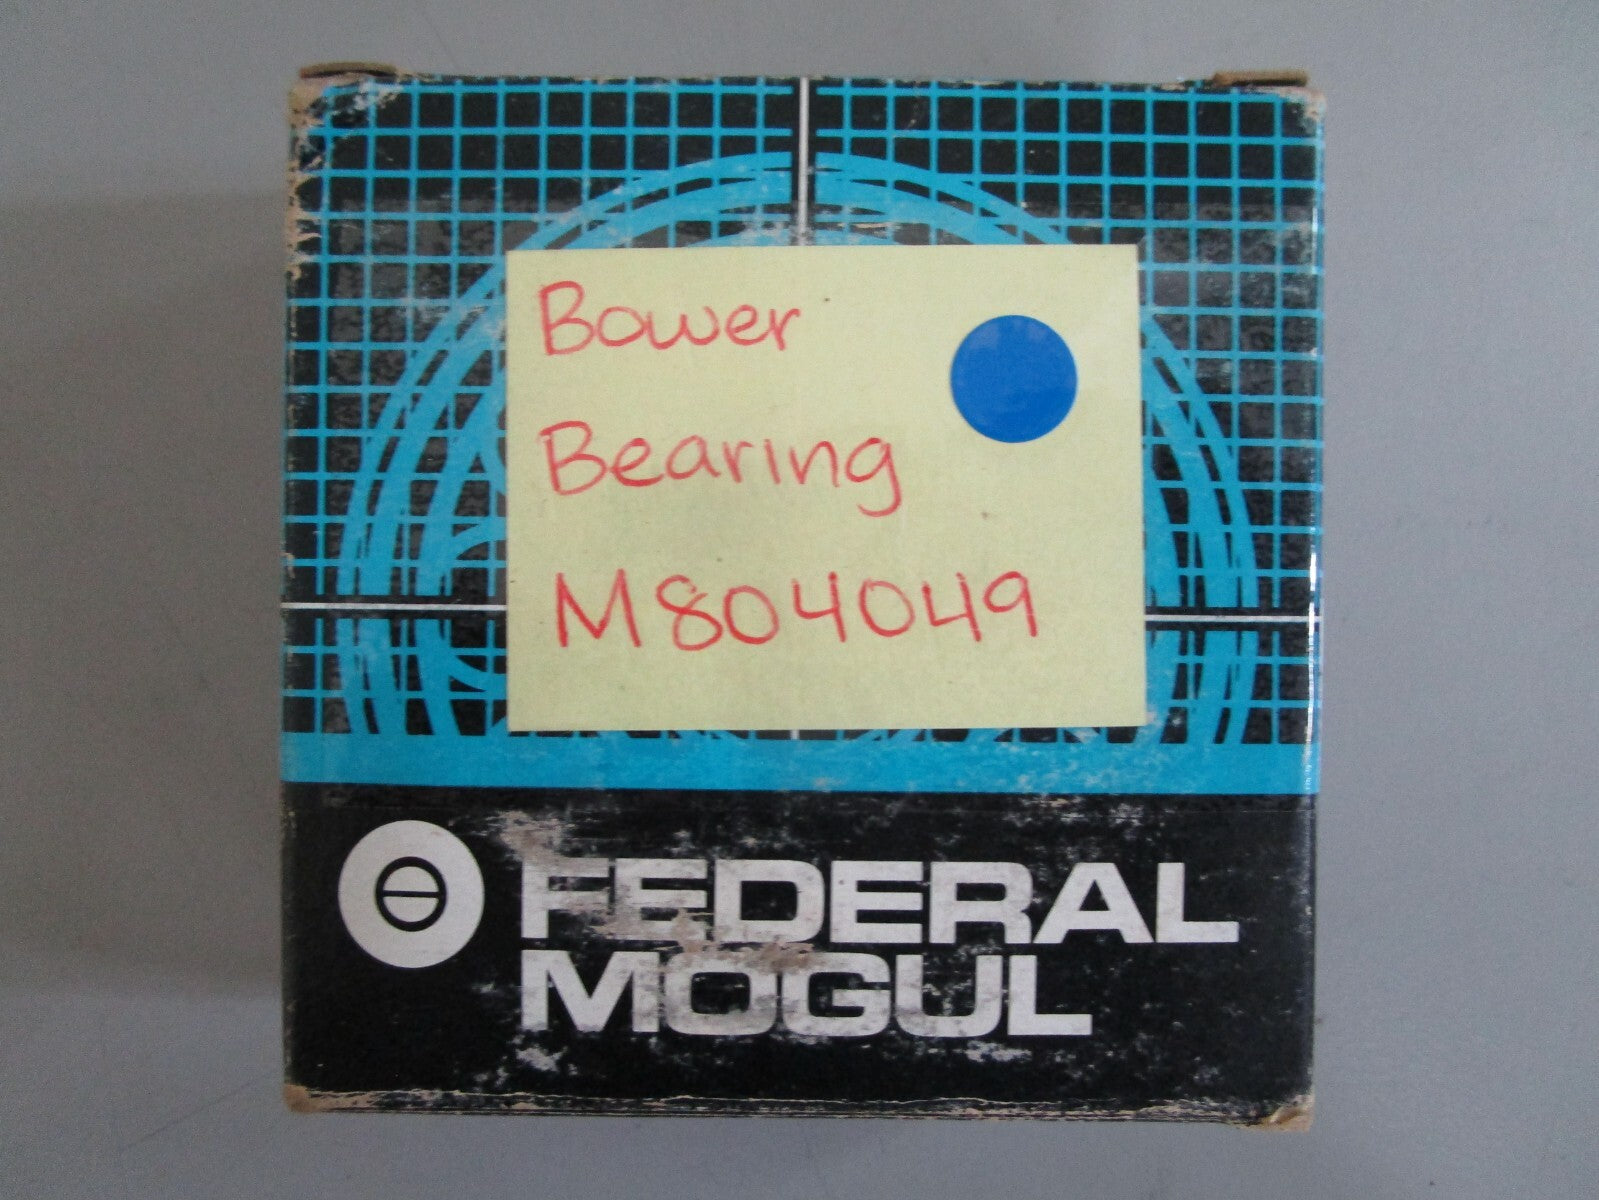 Bower
Bearing
M804049
FEDERAL
MOGUL